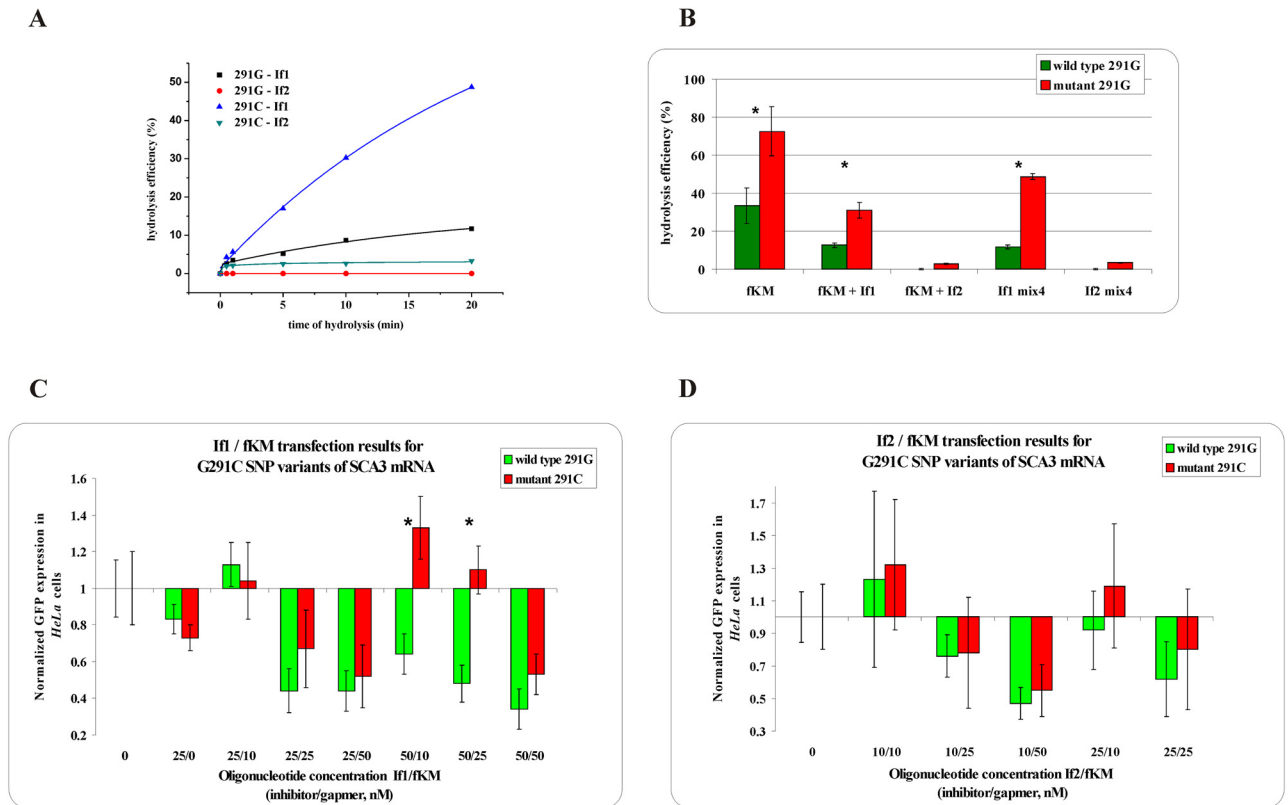 A
291G - If1
291G - If2
291C - If1
291C - If2
hydrolysis efficiency (%)
50
40
30
20
10
0
0
5
10
15
20
time of hydrolysis (min)
B
wild type 291G
mutant 291G
hydrolysis efficiency (%)
100
80
60
40
20
0
*
*
*
fKM
fKM + If1
fKM + If2
If1 mix4
If2 mix4
C
If1 / fKM transfection results for
G291C SNP variants of SCA3 mRNA
wild type 291G
mutant 291C
Normalized GFP expression in
HeLa cells
1.6
1.4
1.2
1
0.8
0.6
0.4
0.2
*
*
0
25/0
25/10
25/25
25/50
50/10
50/25
50/50
Oligonucleotide concentration If1/fKM
(inhibitor/gapmer, nM)
D
If2 / fKM transfection results for
G291C SNP variants of SCA3 mRNA
wild type 291G
mutant 291C
Normalized GFP expression in
HeLa cells
1.7
1.5
1.3
1.1
0.9
0.7
0.5
0.3
0
10/10
10/25
10/50
25/10
25/25
Oligonucleotide concentration If2/fKM
(inhibitor/gapmer, nM)